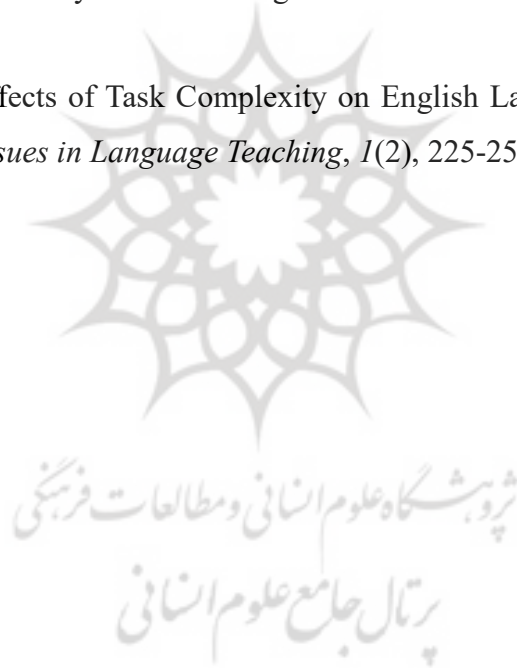 ffects of Task Complexity on English La
sues in Language Teaching, 1(2), 225-25
پژوهشگاه علوم انسانی و مطالعات فرهنگی
پرتال جامع علوم انسانی